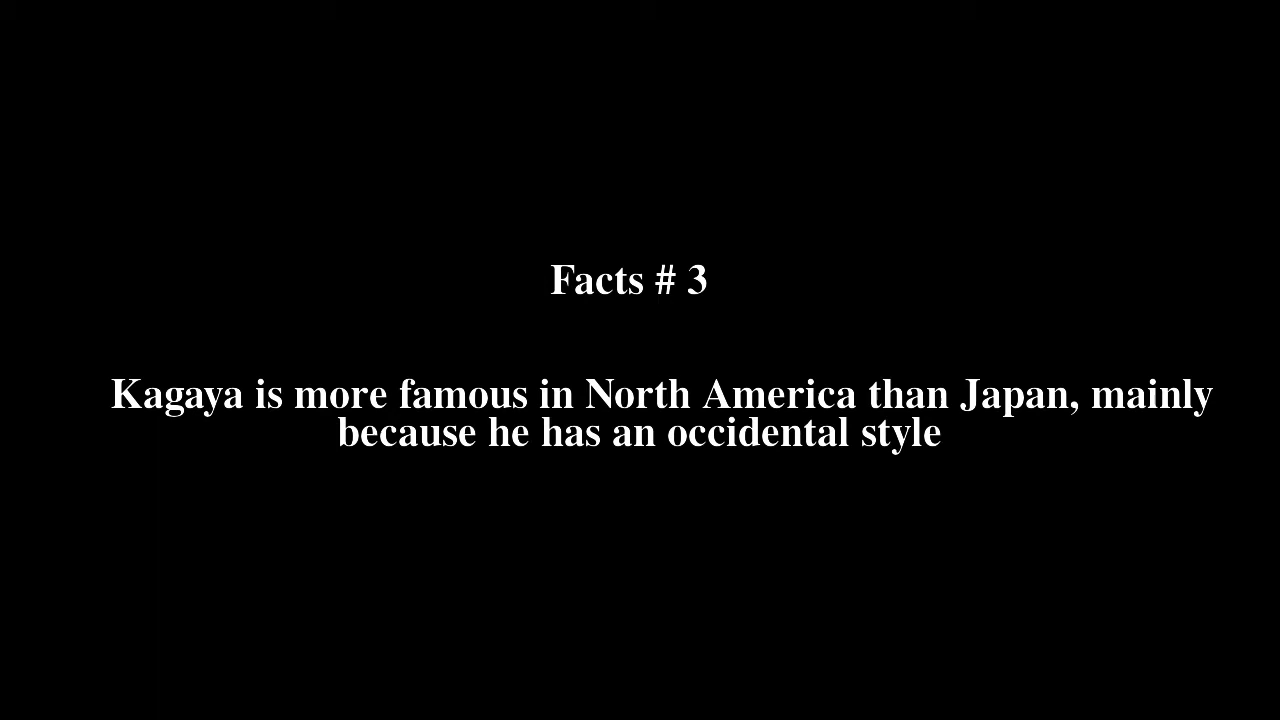 Facts # 3
Kagaya is more famous in North America than Japan, mainly
because he has an occidental style